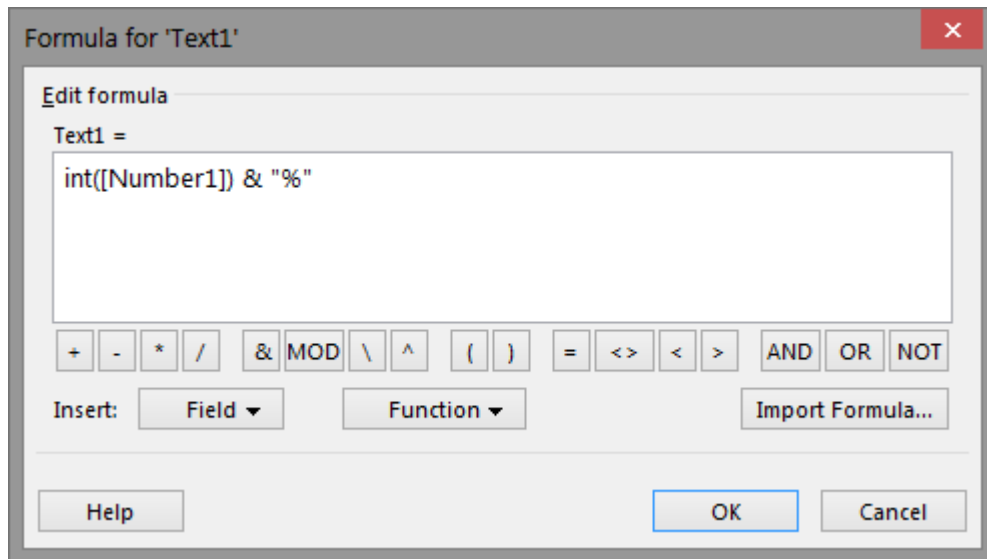 Formula for 'Text1'
Edit formula
Text1 =
int([Number1]) & "%"
+ - * / & MOD \ ^ ( ) = <> < > AND OR NOT
Insert: Field Function Import Formula...
Help OK Cancel